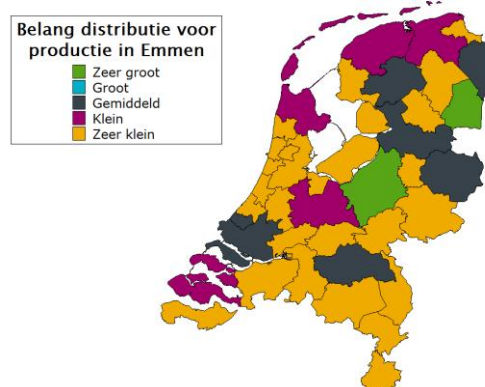 Belang distributie voor
productie in Emmen
Zeer groot
Groot
Gemiddeld
Klein
Zeer klein